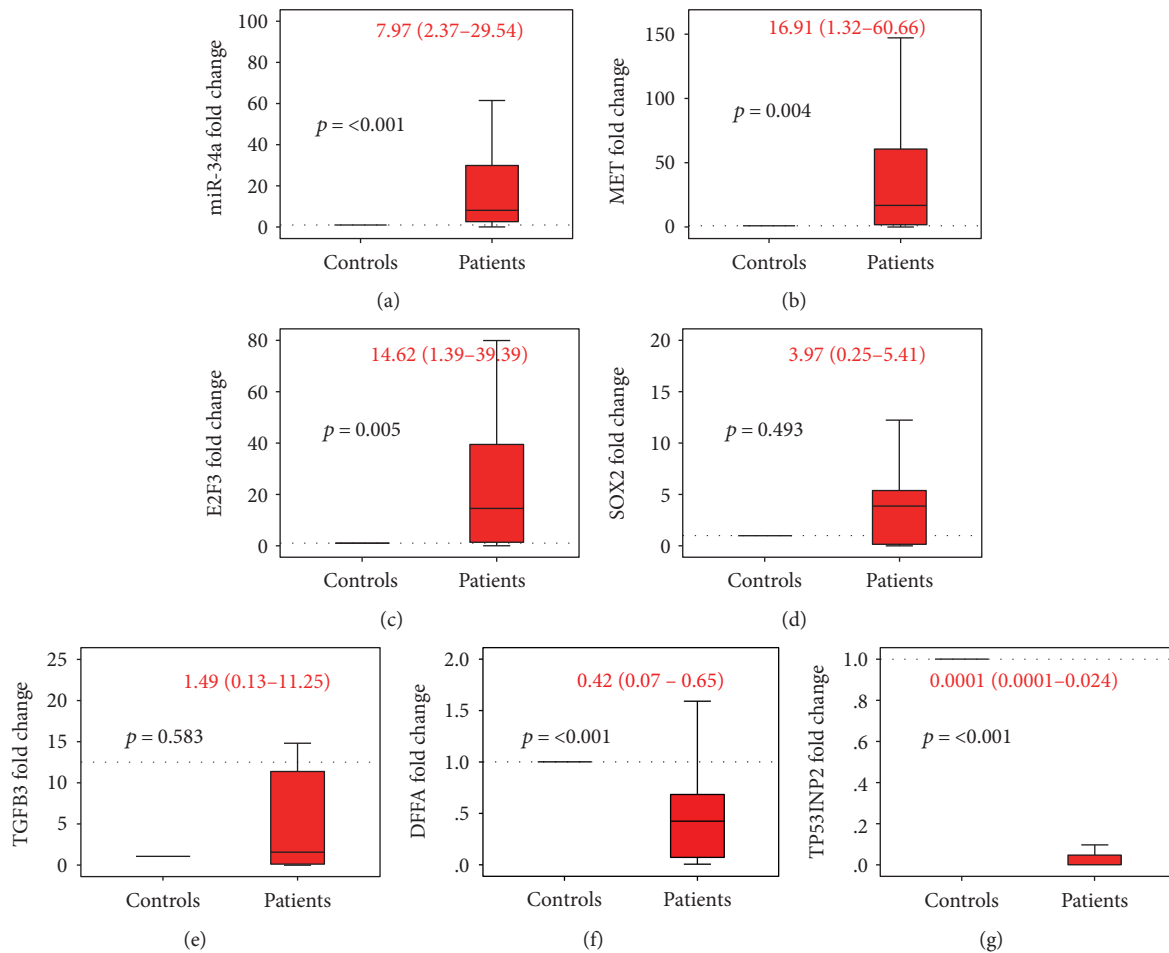 100
80
60
40
20
0
miR-34a fold change
7.97 (2.37–29.54)
p = <0.001
Controls
Patients
(a)
150
100
50
0
MET fold change
16.91 (1.32–60.66)
p = 0.004
Controls
Patients
(b)
80
60
40
20
0
E2F3 fold change
14.62 (1.39–39.39)
p = 0.005
Controls
Patients
(c)
20
15
10
5
0
SOX2 fold change
3.97 (0.25–5.41)
p = 0.493
Controls
Patients
(d)
25
20
15
10
5
0
TGFB3 fold change
1.49 (0.13–11.25)
p = 0.583
Controls
Patients
(e)
2.0
1.5
1.0
.5
.0
DFFA fold change
0.42 (0.07 – 0.65)
p = <0.001
Controls
Patients
(f)
1.0
.8
.6
.4
.2
.0
TP53INP2 fold change
0.0001 (0.0001–0.024)
p = <0.001
Controls
Patients
(g)